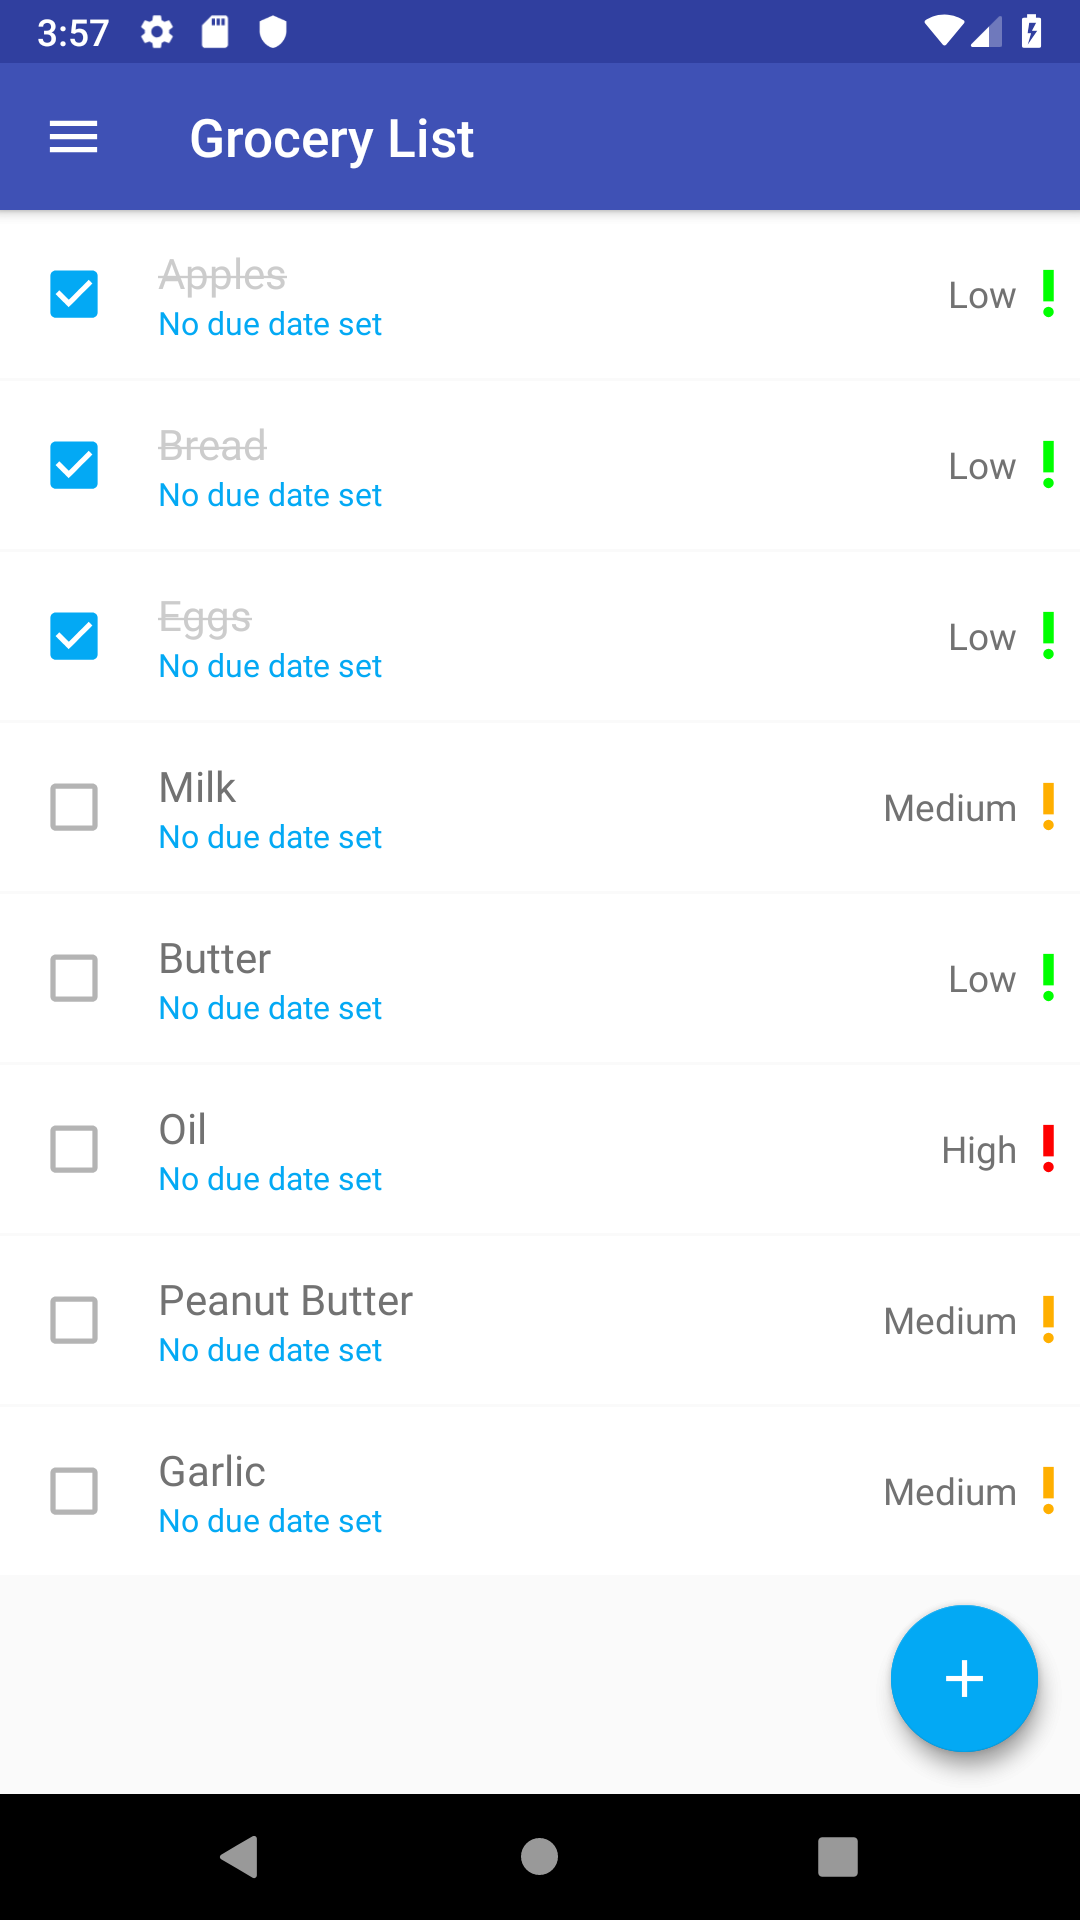 3:57
Grocery List
Apples
No due date set
Low
Bread
No due date set
Low
Eggs
No due date set
Low
Milk
No due date set
Medium
Butter
No due date set
Low
Oil
No due date set
High
Peanut Butter
No due date set
Medium
Garlic
No due date set
Medium